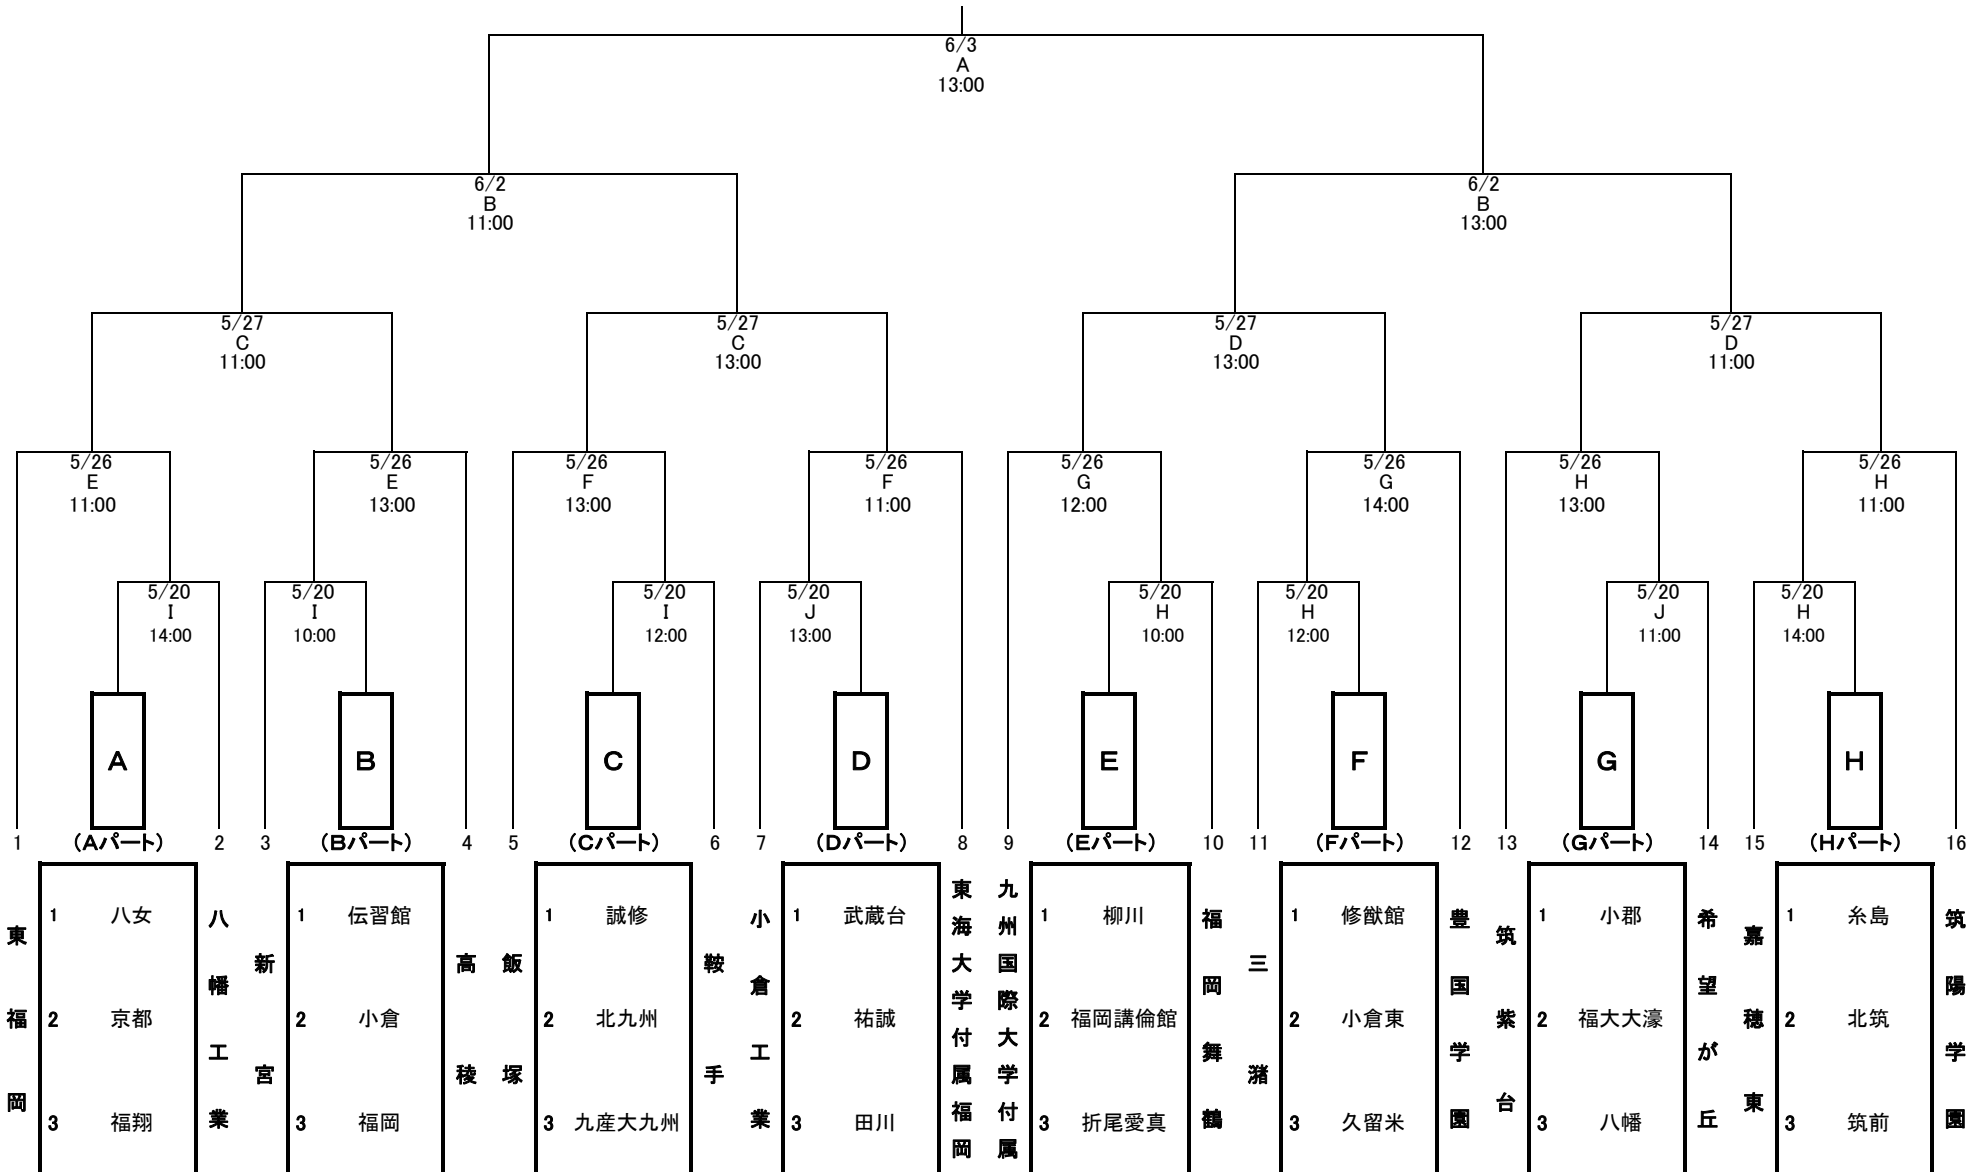 6/3
A
13:00
6/2
B
11:00
6/2
B
13:00
5/27
C
11:00
5/27
C
13:00
5/27
D
13:00
5/27
D
11:00
5/26
E
11:00
5/26
E
13:00
5/26
F
13:00
5/26
F
11:00
5/26
G
12:00
5/26
G
14:00
5/26
H
13:00
5/26
H
11:00
5/20
I
14:00
5/20
I
10:00
5/20
I
12:00
5/20
J
13:00
5/20
H
10:00
5/20
H
12:00
5/20
J
11:00
5/20
H
14:00
A
B
C
D
E
F
G
H
1 (Aパート) 2 3 (Bパート) 4 5 (Cパート) 6 7 (Dパート) 8 9 (Eパート) 10 11 (Fパート) 12 13 (Gパート) 14 15 (Hパート) 16
東福岡
1 八女
2 京都
3 福翔
八幡工業
新宮
1 伝習館
2 小倉
3 福岡
高稜
飯塚
1 誠修
2 北九州
3 九産大九州
鞍手
小倉工業
1 武蔵台
2 祐誠
3 田川
東海大学付属福岡
九州国際大学付属
1 柳川
2 福岡講倫館
3 折尾愛真
福岡舞鶴
三潴
1 修猷館
2 小倉東
3 久留米
豊国学園
筑紫台
1 小郡
2 福大大濠
3 八幡
希望が丘
嘉穂東
1 糸島
2 北筑
3 筑前
筑陽学園